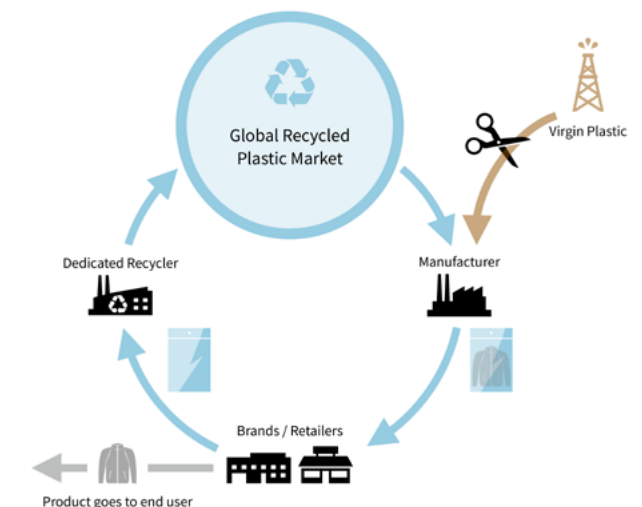 Global Recycled
Plastic Market
Virgin Plastic
Dedicated Recycler
Manufacturer
Brands / Retailers
Product goes to end user